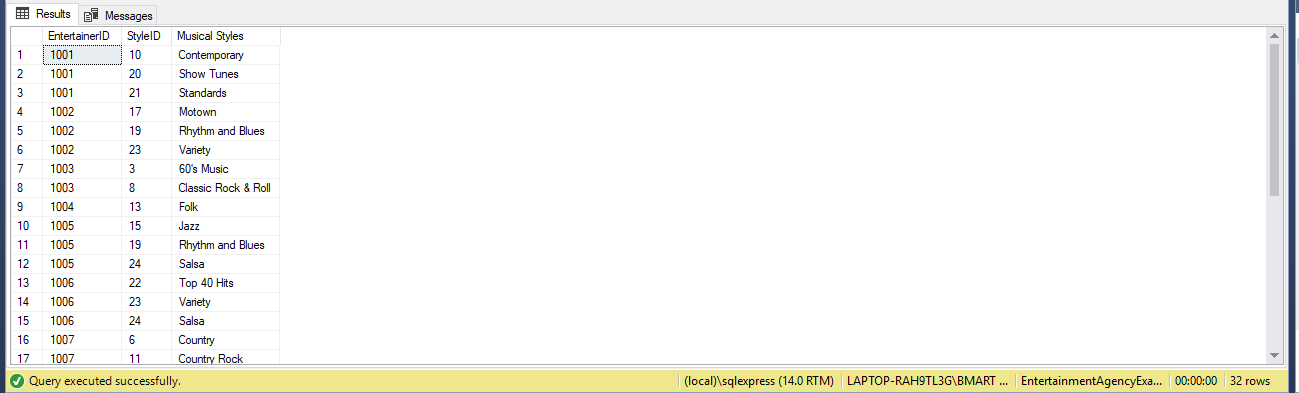 Results Messages
EntertainerID StyleID Musical Styles
1 1001 10 Contemporary
2 1001 20 Show Tunes
3 1001 21 Standards
4 1002 17 Motown
5 1002 19 Rhythm and Blues
6 1002 23 Variety
7 1003 3 60's Music
8 1003 8 Classic Rock & Roll
9 1004 13 Folk
10 1005 15 Jazz
11 1005 19 Rhythm and Blues
12 1005 24 Salsa
13 1006 22 Top 40 Hits
14 1006 23 Variety
15 1006 24 Salsa
16 1007 6 Country
17 1007 11 Country Rock
Query executed successfully. (local)\sqlexpress (14.0 RTM) LAPTOP-RAH9TL3G\BMART ... EntertainmentAgencyExa... 00:00:00 32 rows